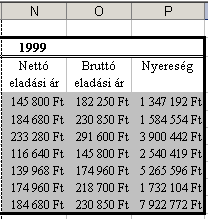 N O P
1999
Nettó eladási ár Bruttó eladási ár Nyereség
145 800 Ft 182 250 Ft 1 347 192 Ft
184 680 Ft 230 850 Ft 1 584 554 Ft
233 280 Ft 291 600 Ft 3 900 442 Ft
116 640 Ft 145 800 Ft 2 540 419 Ft
139 968 Ft 174 960 Ft 5 265 596 Ft
174 960 Ft 218 700 Ft 1 732 104 Ft
184 680 Ft 230 850 Ft 7 922 772 Ft